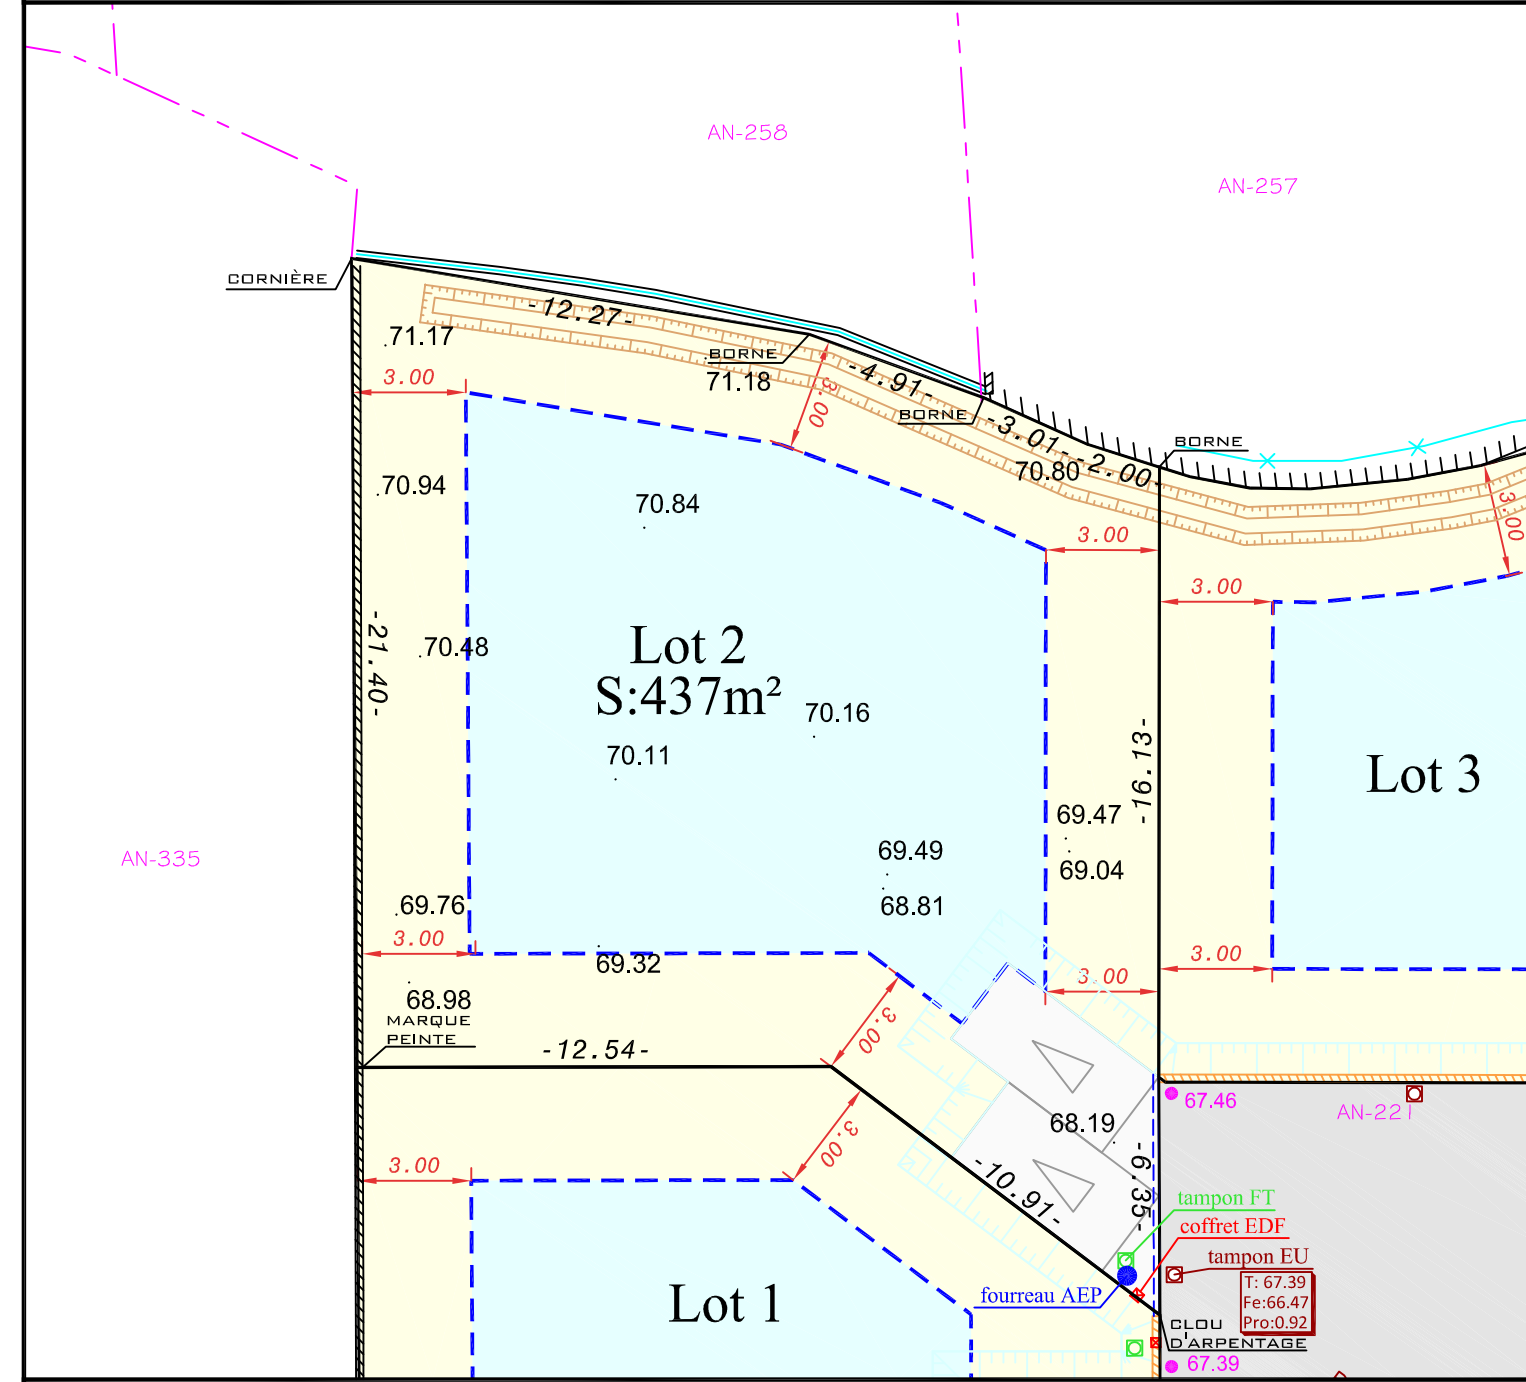 AN-258
AN-257
CORNIÈRE
-12.27-
71.17
BORNE
71.18
3.00
3.00
-4.91-
BORNE
-3.01-
-2.00-
BORNE
70.80
70.94
70.84
3.00
3.00
3.00
-21.40-
70.48
Lot 2
S:437m²
70.16
70.11
-16.13-
Lot 3
69.47
69.49
69.04
AN-335
69.76
68.81
3.00
69.32
3.00
3.00
68.98
MARQUE
PEINTE
3.00
-12.54-
67.46
AN-221
68.19
3.00
3.00
-10.91-
-6.35-
tampon FT
coffret EDF
tampon EU
T: 67.39
Fe:66.47
Pro:0.92
fourreau AEP
Lot 1
CLOU
D'ARPENTAGE
67.39